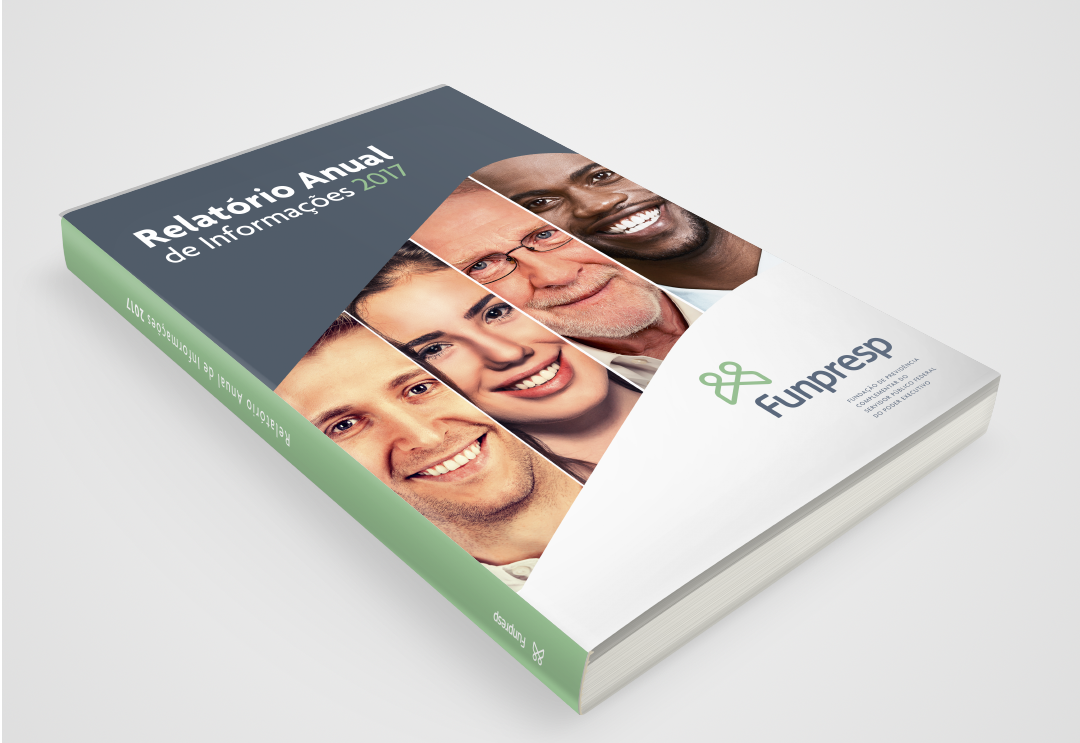 Relatório Anual
de Informações 2017
Funpresp
FUNDAÇÃO DE PREVIDÊNCIA
COMPLEMENTAR DO
SERVIDOR PÚBLICO FEDERAL
DO PODER EXECUTIVO
Relatório Anual de Informações 2017
Funpresp